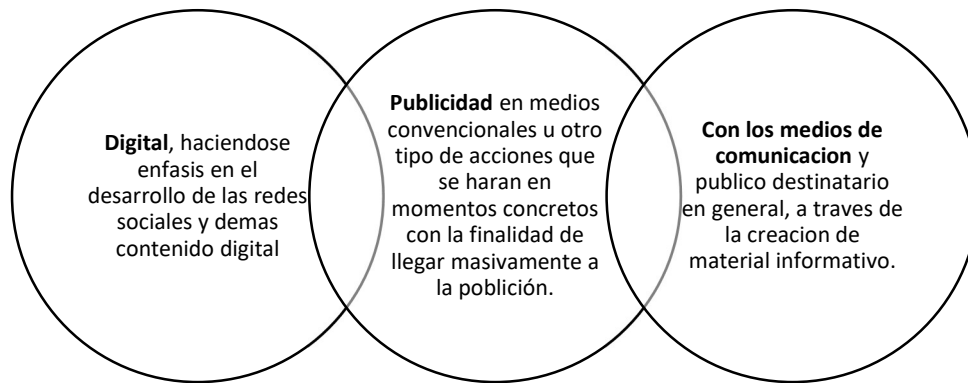 Digital, haciendose
enfasis en el
desarrollo de las redes
sociales y demas
contenido digital
Publicidad en medios
convencionales u otro
tipo de acciones que
se haran en
momentos concretos
con la finalidad de
llegar masivamente a
la poblición.
Con los medios de
comunicacion y
publico destinatario
en general, a traves de
la creacion de
material informativo.